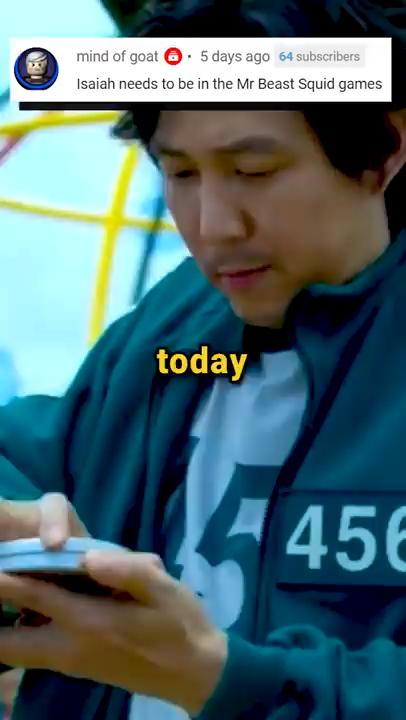 mind of goat • 5 days ago 64 subscribers
Isaiah needs to be in the Mr Beast Squid games
today
456